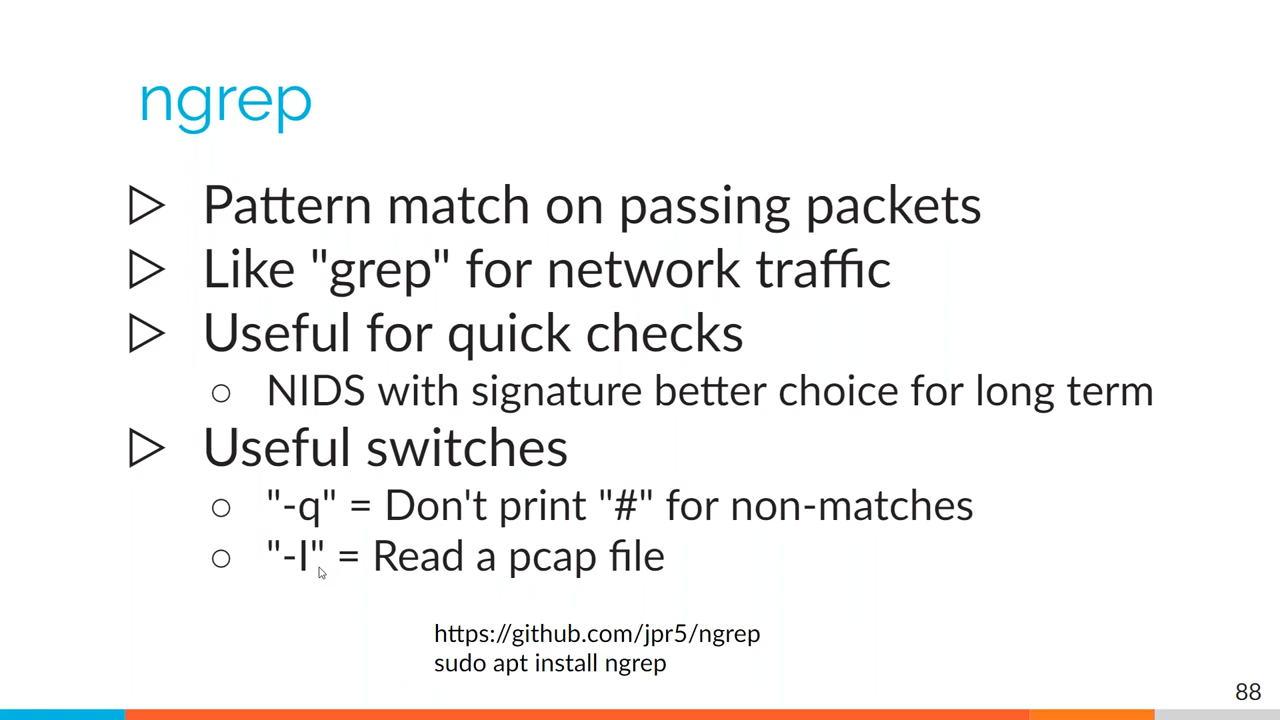 ngrep
Pattern match on passing packets
Like "grep" for network traffic
Useful for quick checks
NIDS with signature better choice for long term
Useful switches
"-q" = Don't print "#" for non-matches
"-I" = Read a pcap file
https://github.com/jpr5/ngrep
sudo apt install ngrep
88